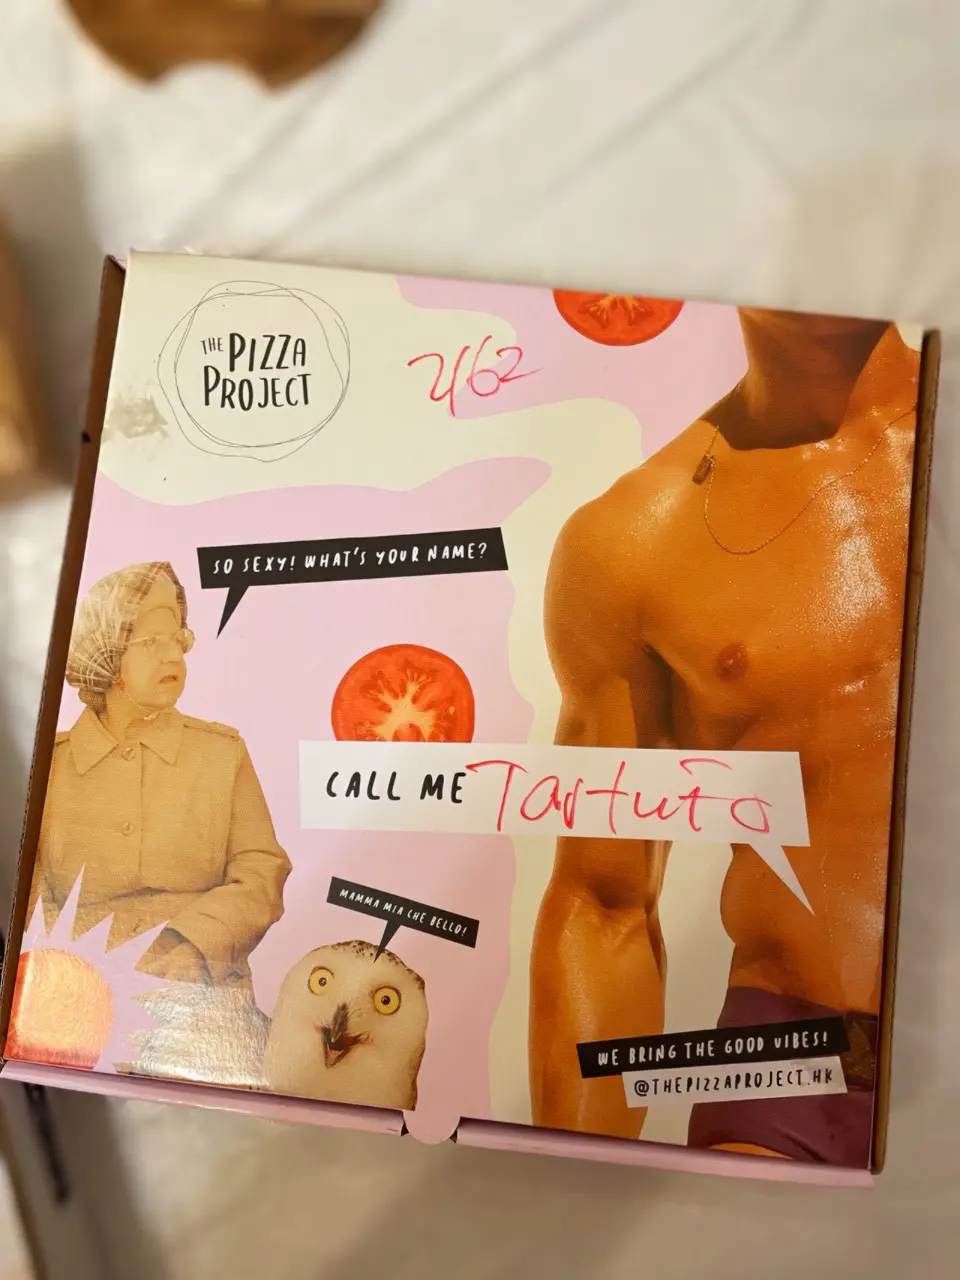 THE PIZZA
PROJECT
2462
SO SEXY! WHAT'S YOUR NAME?
CALL ME Tartufo
MAMMA MIA CHE BELLO!
WE BRING THE GOOD VIBES!
@THEPIZZAPROJECT.HK